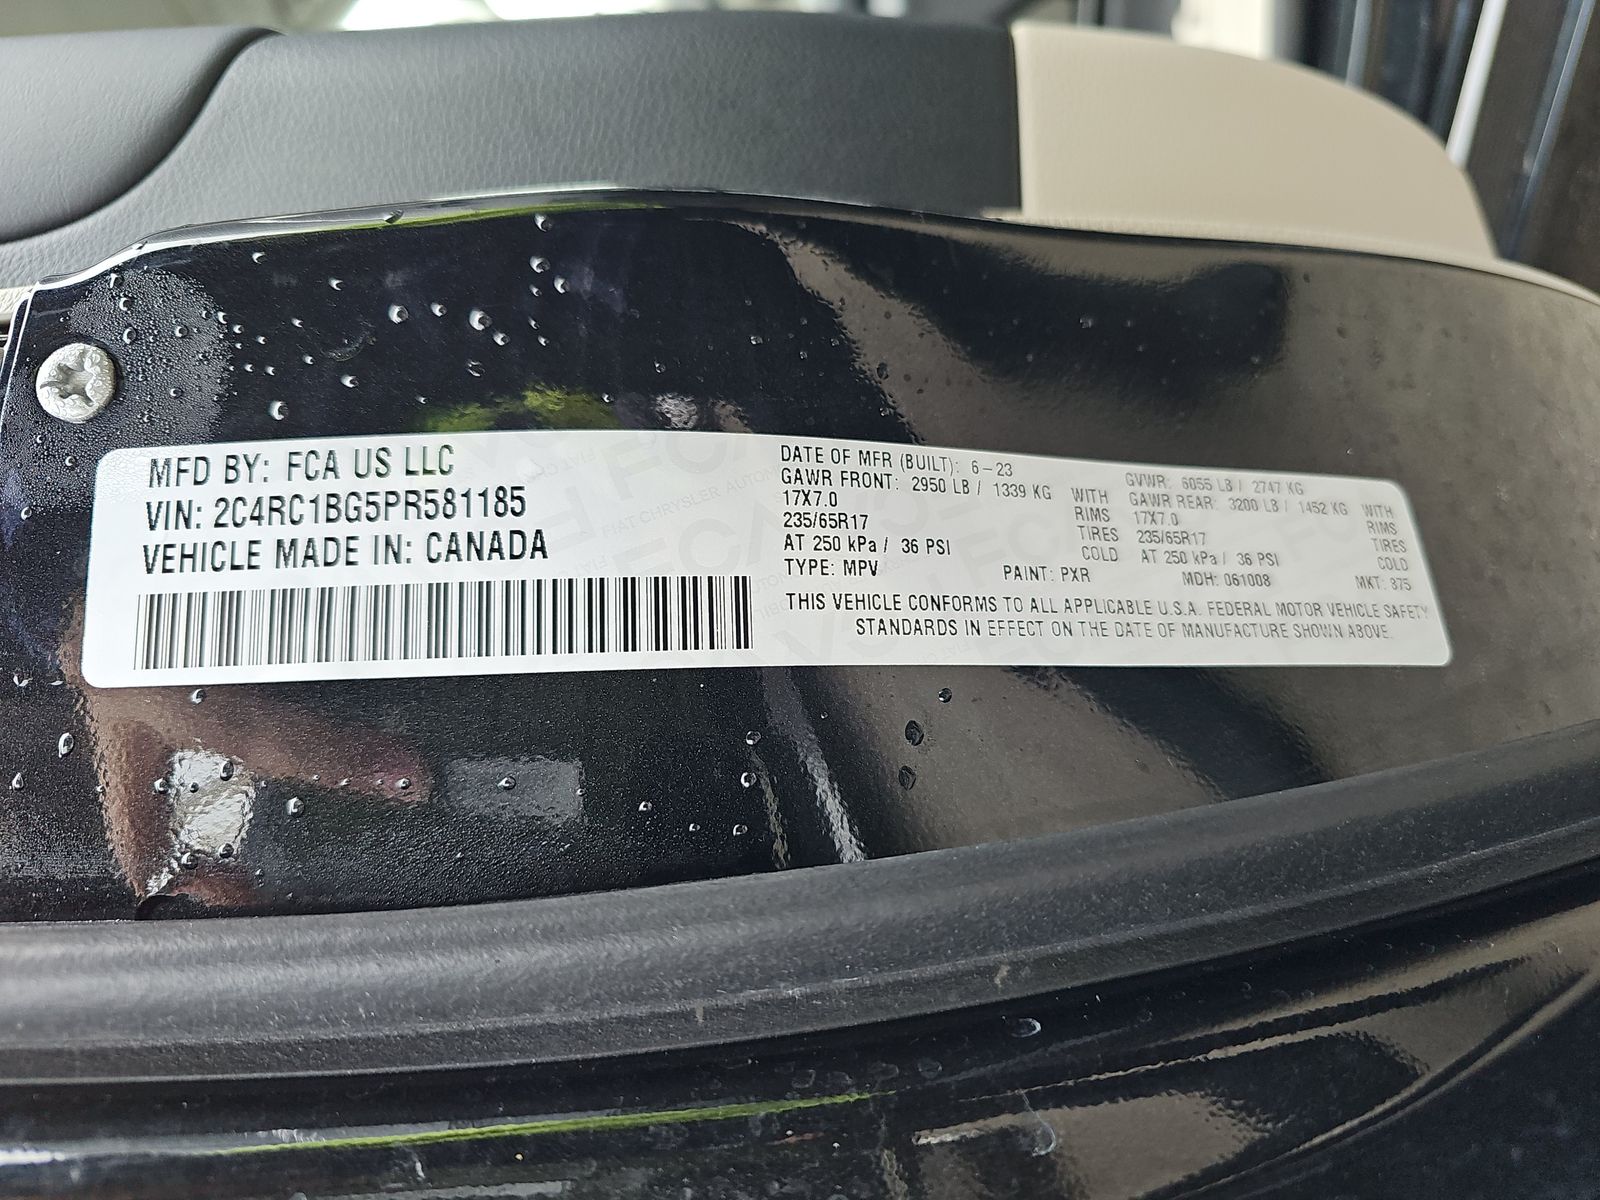 MFD BY: FCA US LLC
VIN: 2C4RC1BG5PR581185
VEHICLE MADE IN: CANADA
DATE OF MFR (BUILT): 6-23
GVWR: 6055 LB / 2747 KG
GAWR FRONT: 2950 LB / 1339 KG WITH
17X7.0 RIMS
235/65R17 TIRES
AT 250 kPa / 36 PSI COLD
GAWR REAR: 3200 LB / 1452 KG WITH
17X7.0 RIMS
235/65R17 TIRES
AT 250 kPa / 36 PSI COLD
TYPE: MPV PAINT: PXR MDH: 061008 MKT: 375
THIS VEHICLE CONFORMS TO ALL APPLICABLE U.S.A. FEDERAL MOTOR VEHICLE SAFETY
STANDARDS IN EFFECT ON THE DATE OF MANUFACTURE SHOWN ABOVE.